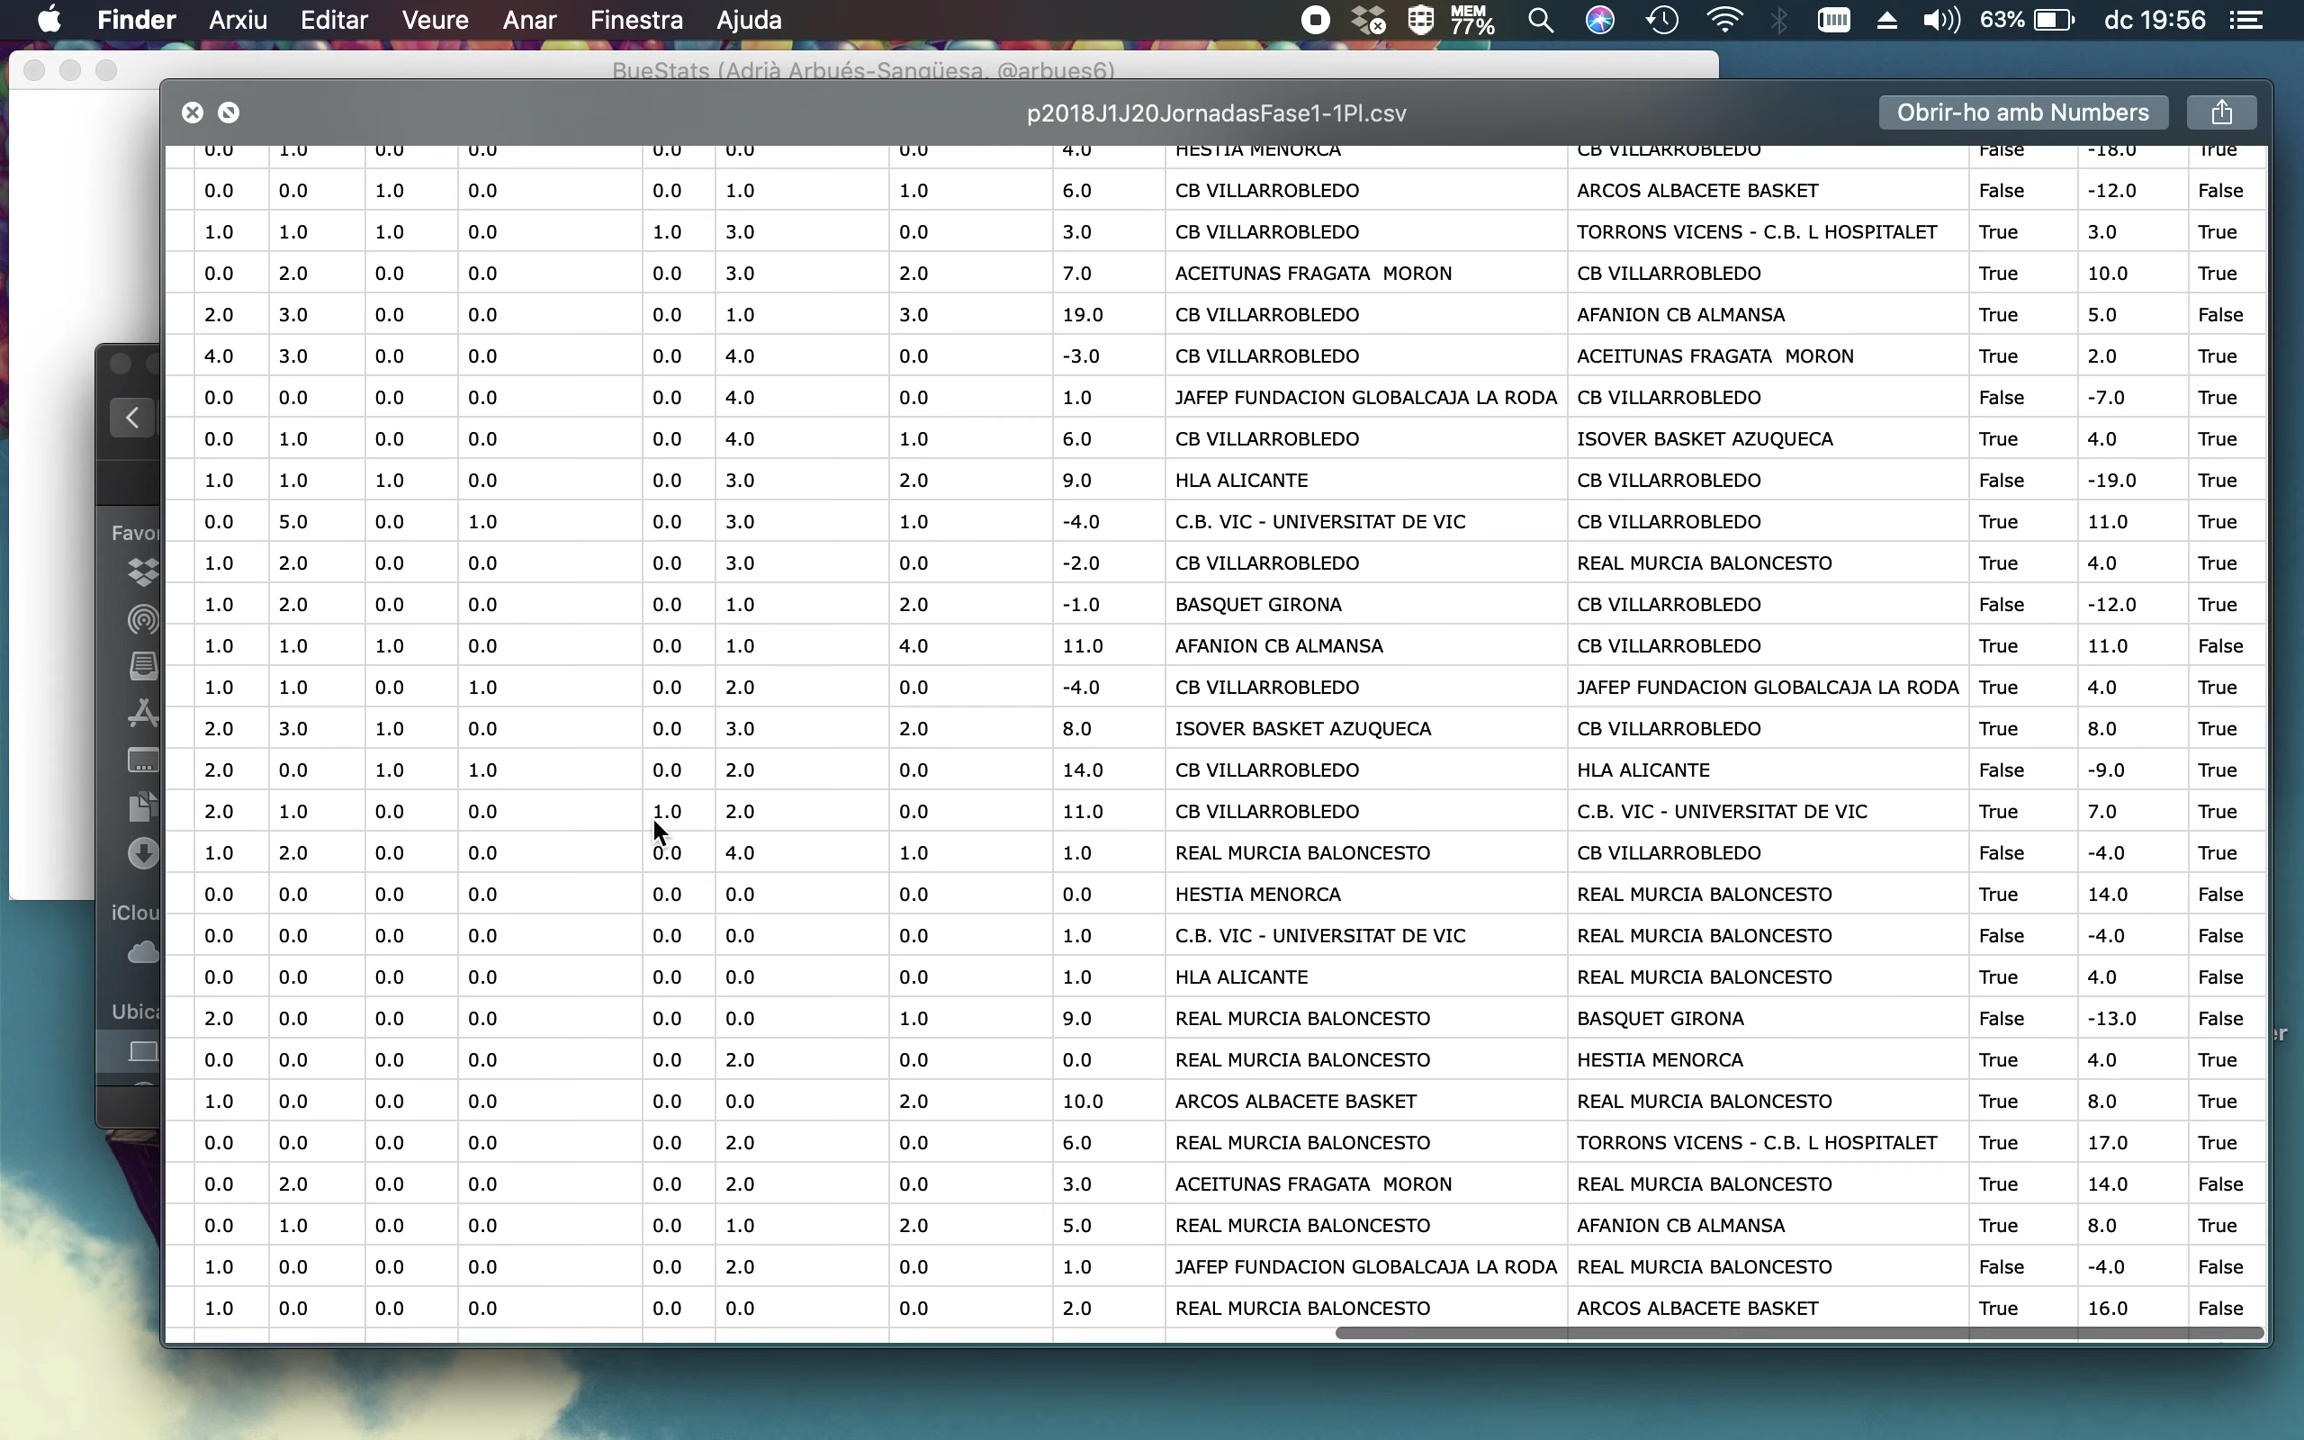 Finder Arxiu Editar Veure Anar Finestra Ajuda MEM 77% 63% dc 19:56
BueStats (Adrià Arbués-Sangüesa, @arbues6)
p2018J1J20JornadasFase1-1Pl.csv Obrir-ho amb Numbers
0.0 1.0 0.0 0.0 0.0 0.0 0.0 4.0 HESTIA MENORCA CB VILLARROBLEDO False -18.0 True
0.0 0.0 1.0 0.0 0.0 1.0 1.0 6.0 CB VILLARROBLEDO ARCOS ALBACETE BASKET False -12.0 False
1.0 1.0 1.0 0.0 1.0 3.0 0.0 3.0 CB VILLARROBLEDO TORRONS VICENS - C.B. L HOSPITALET True 3.0 True
0.0 2.0 0.0 0.0 0.0 3.0 2.0 7.0 ACEITUNAS FRAGATA  MORON CB VILLARROBLEDO True 10.0 True
2.0 3.0 0.0 0.0 0.0 1.0 3.0 19.0 CB VILLARROBLEDO AFANION CB ALMANSA True 5.0 False
4.0 3.0 0.0 0.0 0.0 4.0 0.0 -3.0 CB VILLARROBLEDO ACEITUNAS FRAGATA  MORON True 2.0 True
0.0 0.0 0.0 0.0 0.0 4.0 0.0 1.0 JAFEP FUNDACION GLOBALCAJA LA RODA CB VILLARROBLEDO False -7.0 True
0.0 1.0 0.0 0.0 0.0 4.0 1.0 6.0 CB VILLARROBLEDO ISOVER BASKET AZUQUECA True 4.0 True
1.0 1.0 1.0 0.0 0.0 3.0 2.0 9.0 HLA ALICANTE CB VILLARROBLEDO False -19.0 True
0.0 5.0 0.0 1.0 0.0 3.0 1.0 -4.0 C.B. VIC - UNIVERSITAT DE VIC CB VILLARROBLEDO True 11.0 True
Favo
1.0 2.0 0.0 0.0 0.0 3.0 0.0 -2.0 CB VILLARROBLEDO REAL MURCIA BALONCESTO True 4.0 True
1.0 2.0 0.0 0.0 0.0 1.0 2.0 -1.0 BASQUET GIRONA CB VILLARROBLEDO False -12.0 True
1.0 1.0 1.0 0.0 0.0 1.0 4.0 11.0 AFANION CB ALMANSA CB VILLARROBLEDO True 11.0 False
1.0 1.0 0.0 1.0 0.0 2.0 0.0 -4.0 CB VILLARROBLEDO JAFEP FUNDACION GLOBALCAJA LA RODA True 4.0 True
2.0 3.0 1.0 0.0 0.0 3.0 2.0 8.0 ISOVER BASKET AZUQUECA CB VILLARROBLEDO True 8.0 True
2.0 0.0 1.0 1.0 0.0 2.0 0.0 14.0 CB VILLARROBLEDO HLA ALICANTE False -9.0 True
2.0 1.0 0.0 0.0 1.0 2.0 0.0 11.0 CB VILLARROBLEDO C.B. VIC - UNIVERSITAT DE VIC True 7.0 True
1.0 2.0 0.0 0.0 0.0 4.0 1.0 1.0 REAL MURCIA BALONCESTO CB VILLARROBLEDO False -4.0 True
0.0 0.0 0.0 0.0 0.0 0.0 0.0 0.0 HESTIA MENORCA REAL MURCIA BALONCESTO True 14.0 False
iClou
0.0 0.0 0.0 0.0 0.0 0.0 0.0 1.0 C.B. VIC - UNIVERSITAT DE VIC REAL MURCIA BALONCESTO False -4.0 False
0.0 0.0 0.0 0.0 0.0 0.0 0.0 1.0 HLA ALICANTE REAL MURCIA BALONCESTO True 4.0 False
Ubica
2.0 0.0 0.0 0.0 0.0 0.0 1.0 9.0 REAL MURCIA BALONCESTO BASQUET GIRONA False -13.0 False
er
0.0 0.0 0.0 0.0 0.0 2.0 0.0 0.0 REAL MURCIA BALONCESTO HESTIA MENORCA True 4.0 True
1.0 0.0 0.0 0.0 0.0 0.0 2.0 10.0 ARCOS ALBACETE BASKET REAL MURCIA BALONCESTO True 8.0 True
0.0 0.0 0.0 0.0 0.0 2.0 0.0 6.0 REAL MURCIA BALONCESTO TORRONS VICENS - C.B. L HOSPITALET True 17.0 True
0.0 2.0 0.0 0.0 0.0 2.0 0.0 3.0 ACEITUNAS FRAGATA  MORON REAL MURCIA BALONCESTO True 14.0 False
0.0 1.0 0.0 0.0 0.0 1.0 2.0 5.0 REAL MURCIA BALONCESTO AFANION CB ALMANSA True 8.0 True
1.0 0.0 0.0 0.0 0.0 2.0 0.0 1.0 JAFEP FUNDACION GLOBALCAJA LA RODA REAL MURCIA BALONCESTO False -4.0 False
1.0 0.0 0.0 0.0 0.0 0.0 0.0 2.0 REAL MURCIA BALONCESTO ARCOS ALBACETE BASKET True 16.0 False